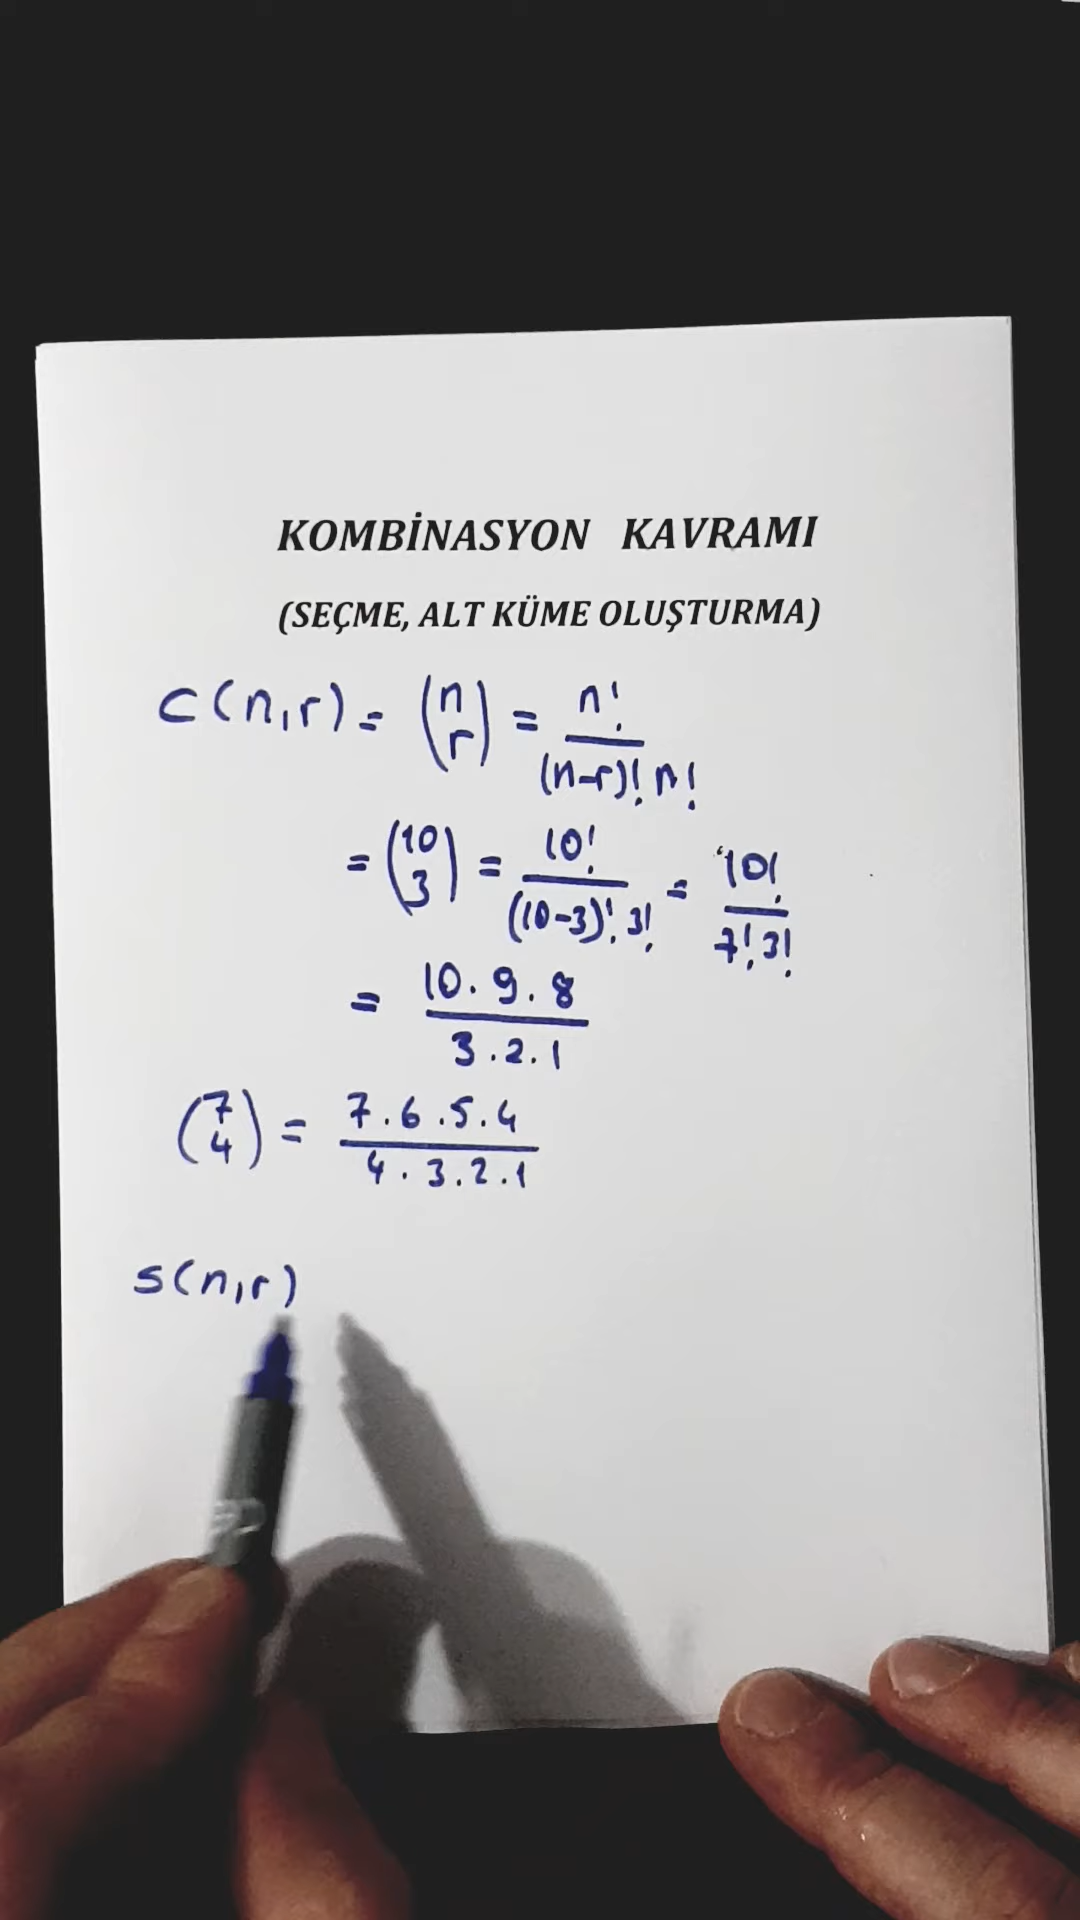 KOMBİNASYON KAVRAMI
(SEÇME, ALT KÜME OLUŞTURMA)
C(n,r) = (n r) = n! / (n-r)! n!
= (10 3) = 10! / (10-3)!.3! = 10! / 7!.3!
= 10.9.8 / 3.2.1
(7 4) = 7.6.5.4 / 4.3.2.1
S(n,r)